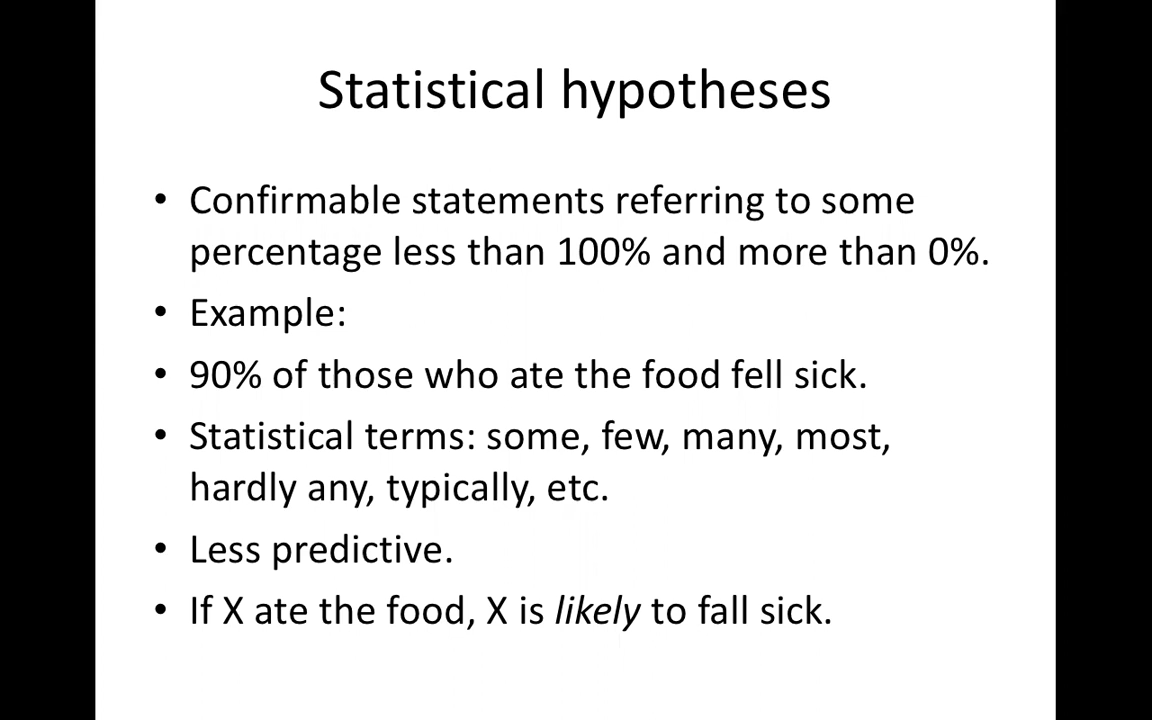 Statistical hypotheses
• Confirmable statements referring to some
percentage less than 100% and more than 0%.
• Example:
• 90% of those who ate the food fell sick.
• Statistical terms: some, few, many, most,
hardly any, typically, etc.
• Less predictive.
• If X ate the food, X is likely to fall sick.